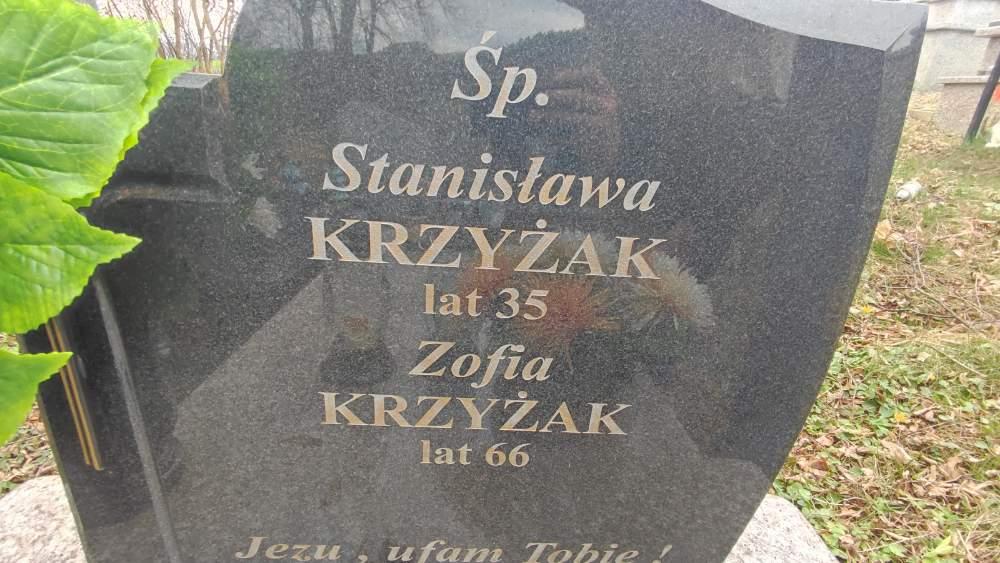 Śp.
Stanisława
KRZYŻAK
lat 35
Zofia
KRZYŻAK
lat 66
Jezu , ufam Tobie !